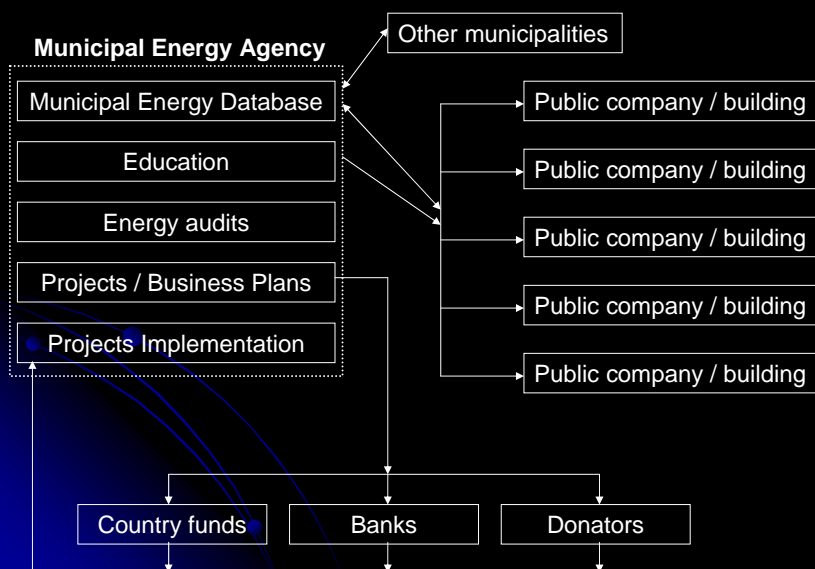 Municipal Energy Agency
Other municipalities
Municipal Energy Database
Education
Energy audits
Projects / Business Plans
Projects Implementation
Public company / building
Public company / building
Public company / building
Public company / building
Public company / building
Country funds
Banks
Donators